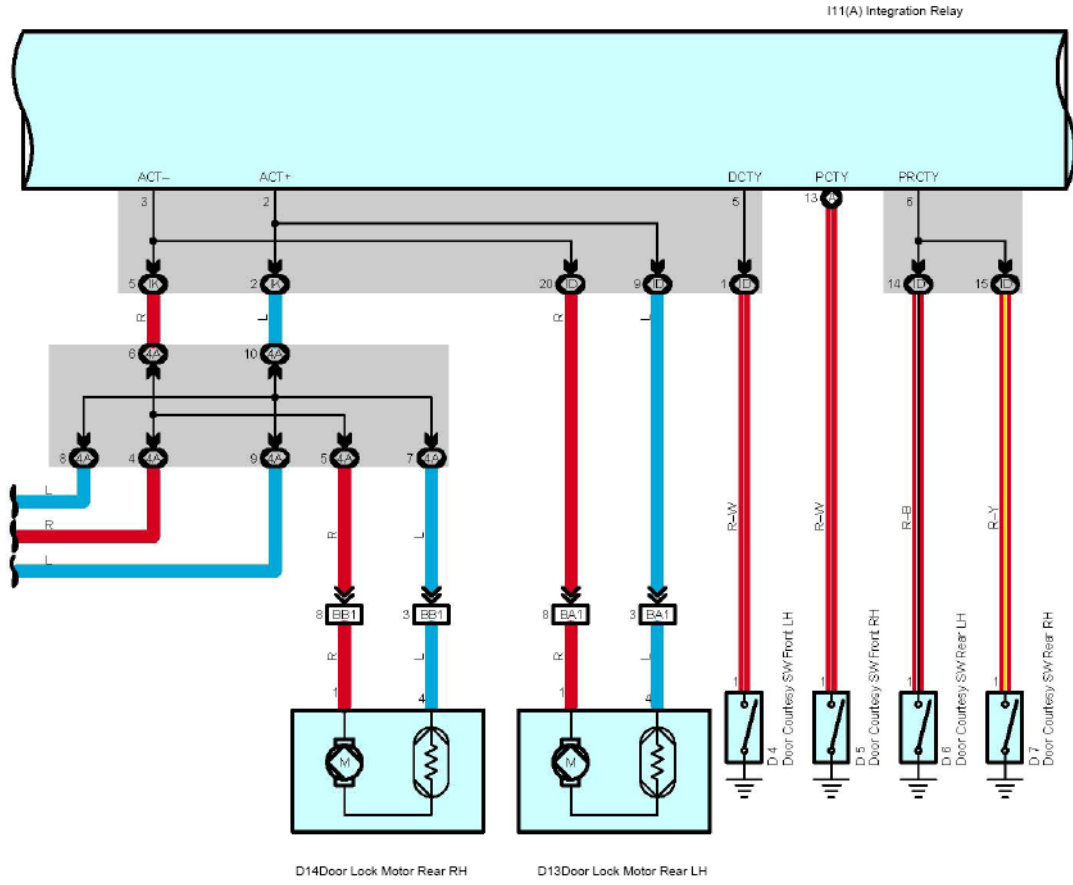 I11(A) Integration Relay
ACT– ACT+ DCTY PCTY PRCTY
3 2 5 13 A 6
5 IK 2 IK 20 ID 9 ID 1 ID 14 ID 15 ID
R L R L
6 4A 10 4A
8 4A 4 4A 9 4A 5 4A 7 4A
L
R
L
R L R–W R–W R–B R–Y
8 BB1 3 BB1 8 BA1 3 BA1
R L R L
1 4 1 4 1 1 1 1
M M
D 4
Door Courtesy SW Front LH
D 5
Door Courtesy SW Front RH
D 6
Door Courtesy SW Rear LH
D 7
Door Courtesy SW Rear RH
D14Door Lock Motor Rear RH D13Door Lock Motor Rear LH